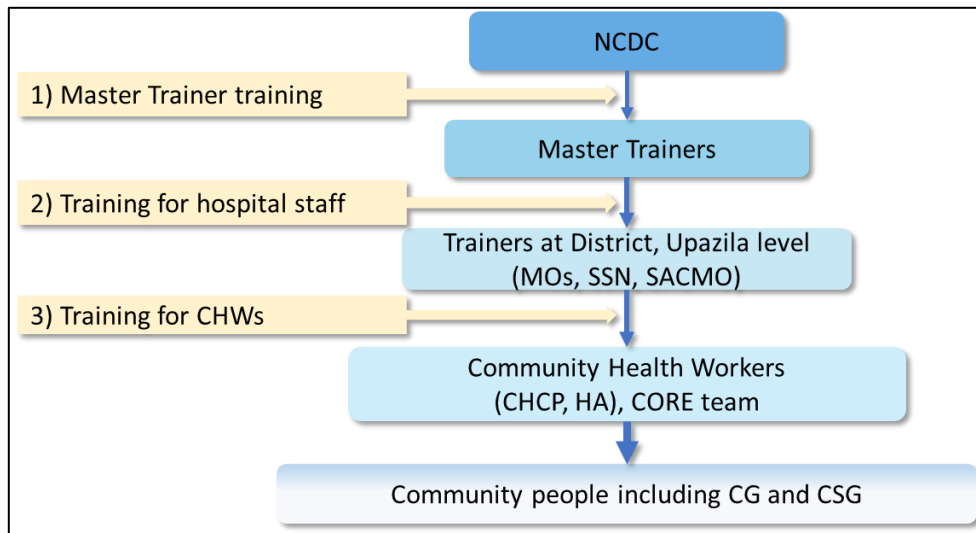 NCDC
1) Master Trainer training
Master Trainers
2) Training for hospital staff
Trainers at District, Upazila level
(MOs, SSN, SACMO)
3) Training for CHWs
Community Health Workers
(CHCP, HA), CORE team
Community people including CG and CSG